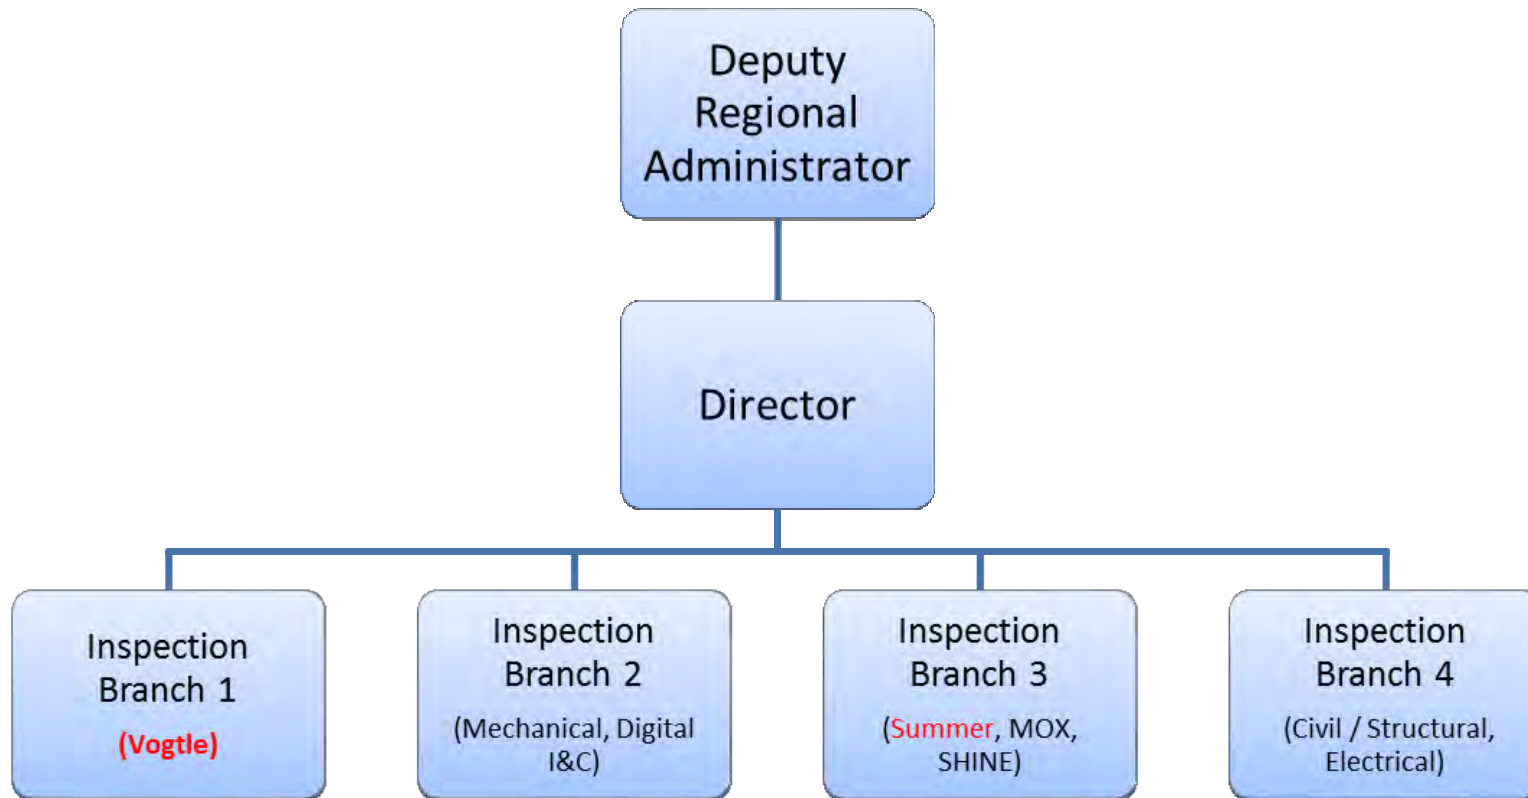 Deputy
Regional
Administrator
Director
Inspection
Branch 1
(Vogtle)
Inspection
Branch 2
(Mechanical, Digital
I&C)
Inspection
Branch 3
(Summer, MOX,
SHINE)
Inspection
Branch 4
(Civil / Structural,
Electrical)